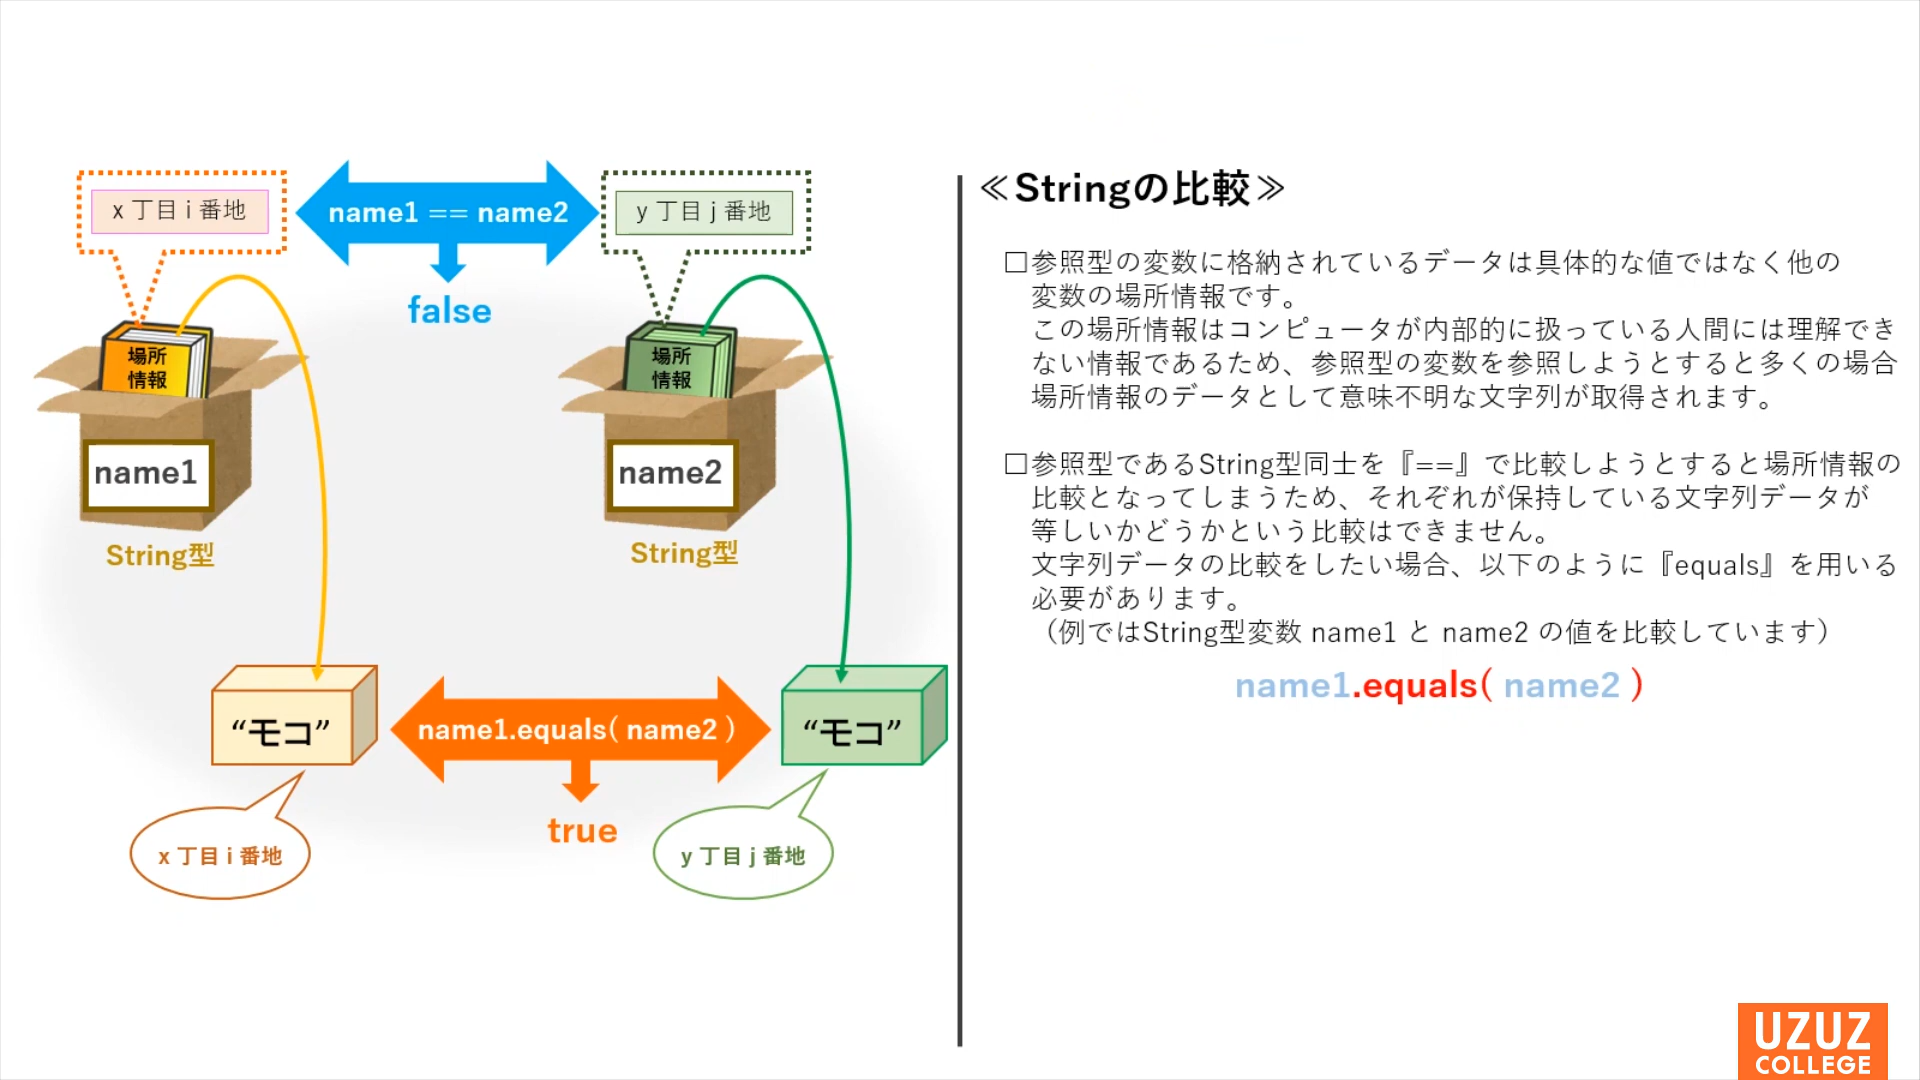 x 丁目 i 番地
name1 == name2
y 丁目 j 番地
false
場所
情報
name1
String型
場所
情報
name2
String型
“モコ”
name1.equals( name2 )
“モコ”
true
x 丁目 i 番地
y 丁目 j 番地
≪Stringの比較≫
□参照型の変数に格納されているデータは具体的な値ではなく他の
変数の場所情報です。
この場所情報はコンピュータが内部的に扱っている人間には理解でき
ない情報であるため、参照型の変数を参照しようとすると多くの場合
場所情報のデータとして意味不明な文字列が取得されます。
□参照型であるString型同士を『==』で比較しようとすると場所情報の
比較となってしまうため、それぞれが保持している文字列データが
等しいかどうかという比較はできません。
文字列データの比較をしたい場合、以下のように『equals』を用いる
必要があります。
（例ではString型変数 name1 と name2 の値を比較しています）
name1.equals( name2 )
UZUZ
COLLEGE